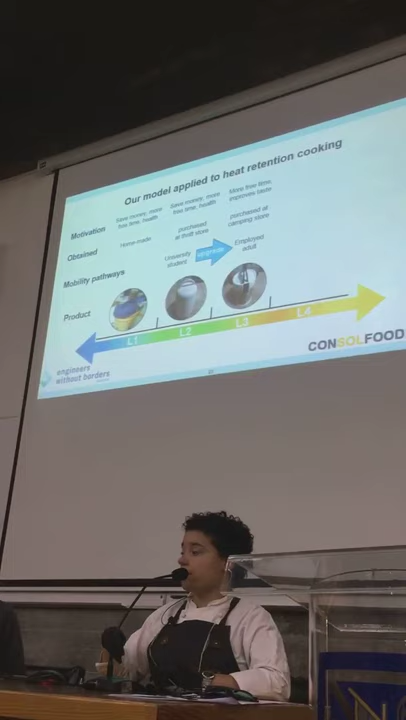 Our model applied to heat retention cooking
Motivation
Save money, more free time, health
Save money, more free time, health
More free time, improves taste
Obtained
Home-made
purchased at thrift store
purchased at camping store
Mobility pathways
University student
Employed adult
Product
L1
L2
L3
L4
engineers
without borders
CONSOLFOOD